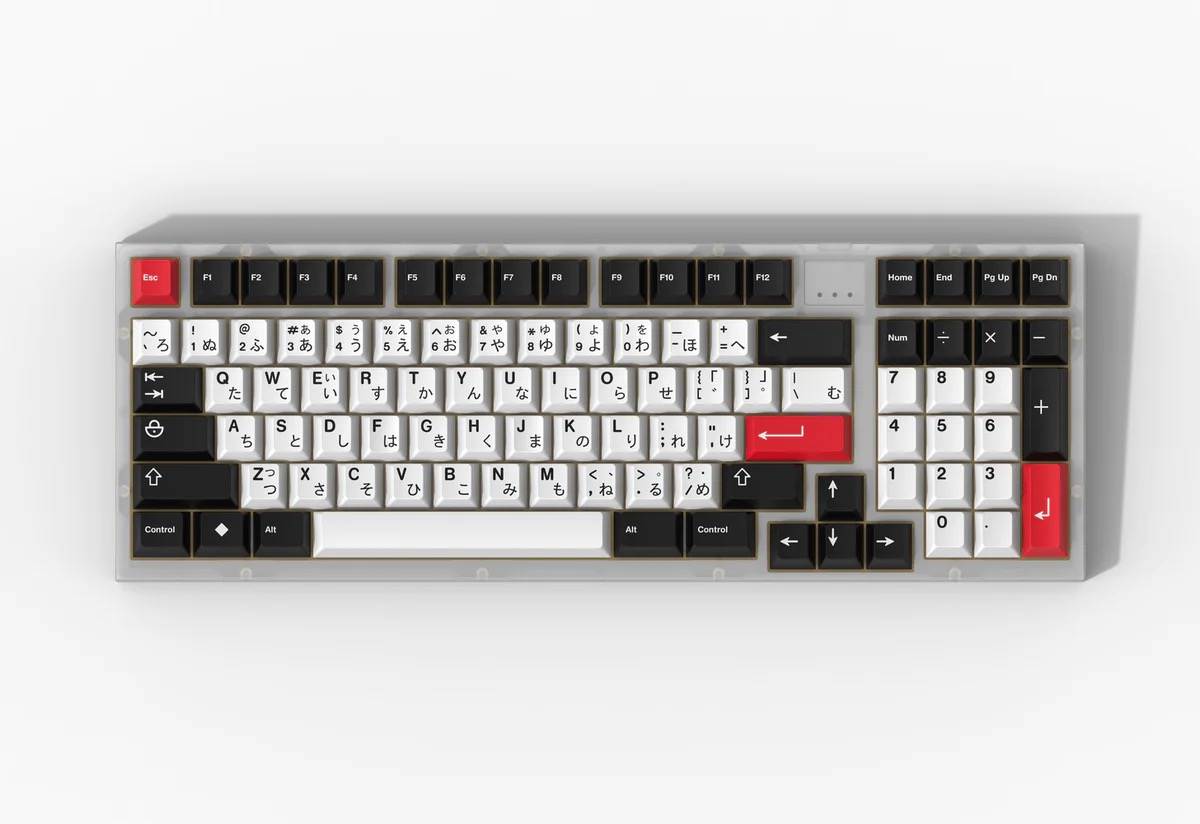 Esc F1 F2 F3 F4 F5 F6 F7 F8 F9 F10 F11 F12 Home End Pg Up Pg Dn
~ ! @ # ぁ $ ぅ % ぇ ^ ぉ & ゃ * ゅ ( ょ ) を — +
` ろ 1 ぬ 2 ふ 3 あ 4 う 5 え 6 お 7 や 8 ゆ 9 よ 0 わ - ほ = へ ← Num ÷ × −
Q W E ぃ R T Y U I O P { 「 } 」 | 7 8 9
た て い す か ん な に ら せ [ ゛ ] ゜ \ む +
A S D F G H J K L : " 4 5 6
ち と し は き く ま の り ; れ ' け
⇧ Z っ X C V B N M < 、 > 。 ? ・ ⇧ ↑ 1 2 3
つ さ そ ひ こ み も , ね . る / め
Control ◆ Alt Alt Control ← ↓ → 0 .